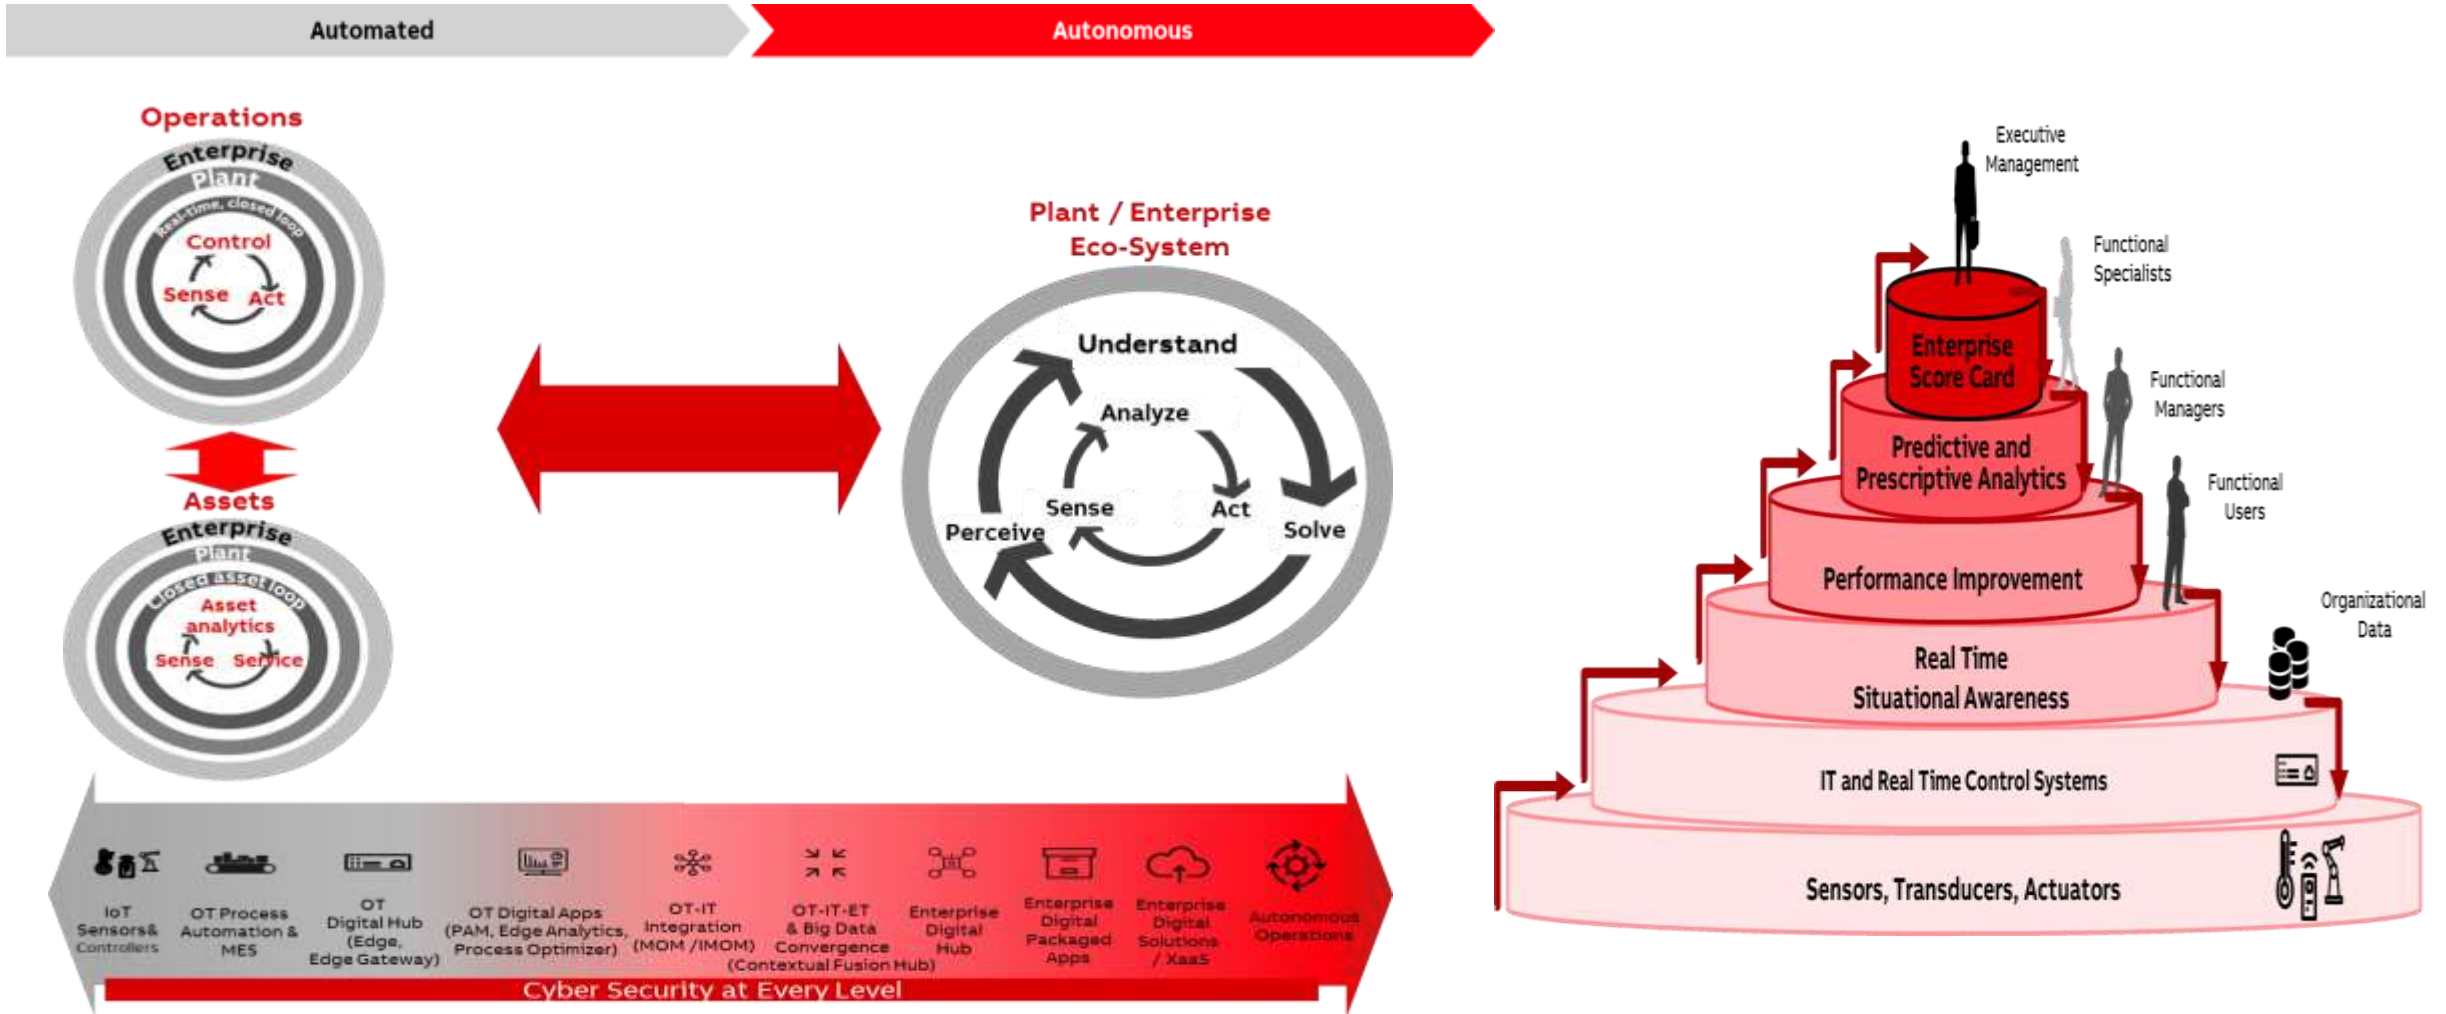 Automated
Autonomous
Operations
Enterprise
Plant
Real-time, closed loop
Control
Sense
Act
Assets
Enterprise
Plant
Closed asset loop
Asset
analytics
Sense
Service
Plant / Enterprise
Eco-System
Understand
Analyze
Sense
Act
Perceive
Solve
IoT
Sensors&
Controllers
OT Process
Automation &
MES
OT
Digital Hub
(Edge,
Edge Gateway)
OT Digital Apps
(PAM, Edge Analytics,
Process Optimizer)
OT-IT
Integration
(MOM /IMOM)
OT-IT-ET
& Big Data
Convergence
(Contextual Fusion Hub)
Enterprise
Digital
Hub
Enterprise
Digital
Packaged
Apps
Enterprise
Digital
Solutions
/ XaaS
Autonomous
Operations
Cyber Security at Every Level
Executive
Management
Functional
Specialists
Functional
Managers
Functional
Users
Organizational
Data
Enterprise
Score Card
Predictive and
Prescriptive Analytics
Performance Improvement
Real Time
Situational Awareness
IT and Real Time Control Systems
Sensors, Transducers, Actuators